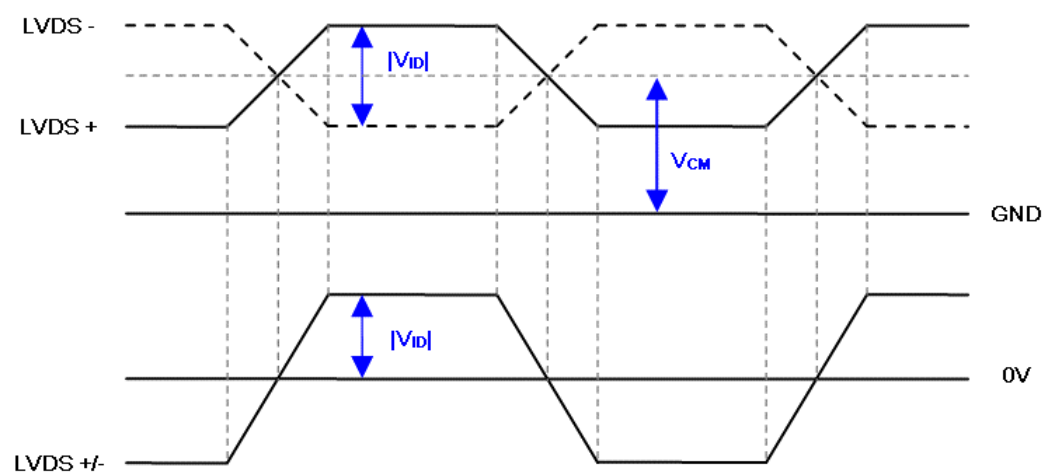 LVDS -
|VID|
LVDS +
VCM
GND
|VID|
0V
LVDS +/-